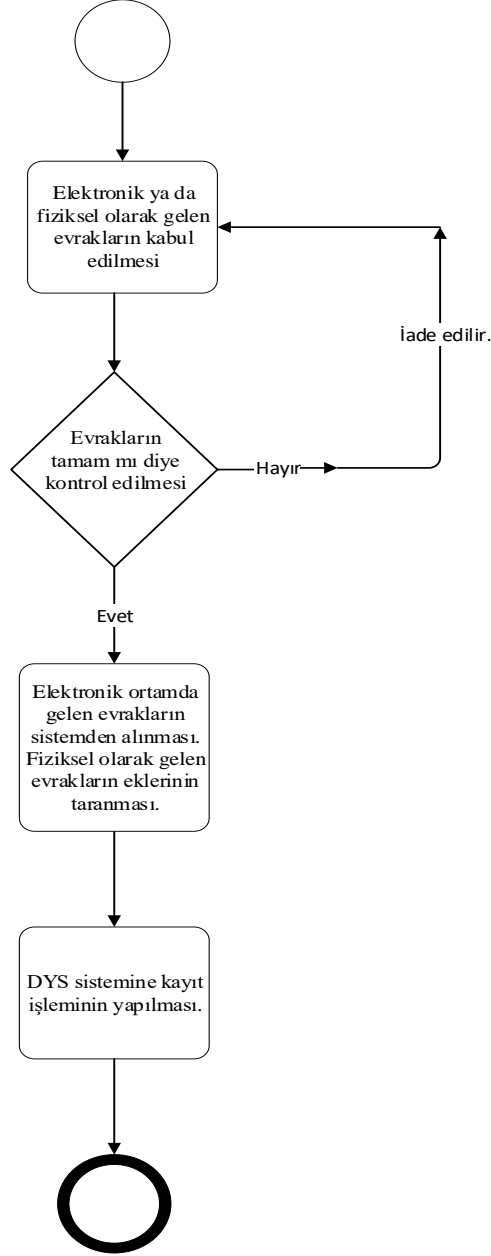 Elektronik ya da
fiziksel olarak gelen
evrakların kabul
edilmesi
İade edilir.
Evrakların
tamam mı diye
kontrol edilmesi
Hayır
Evet
Elektronik ortamda
gelen evrakların
sistemden alınması.
Fiziksel olarak gelen
evrakların eklerinin
taranması.
DYS sistemine kayıt
işleminin yapılması.